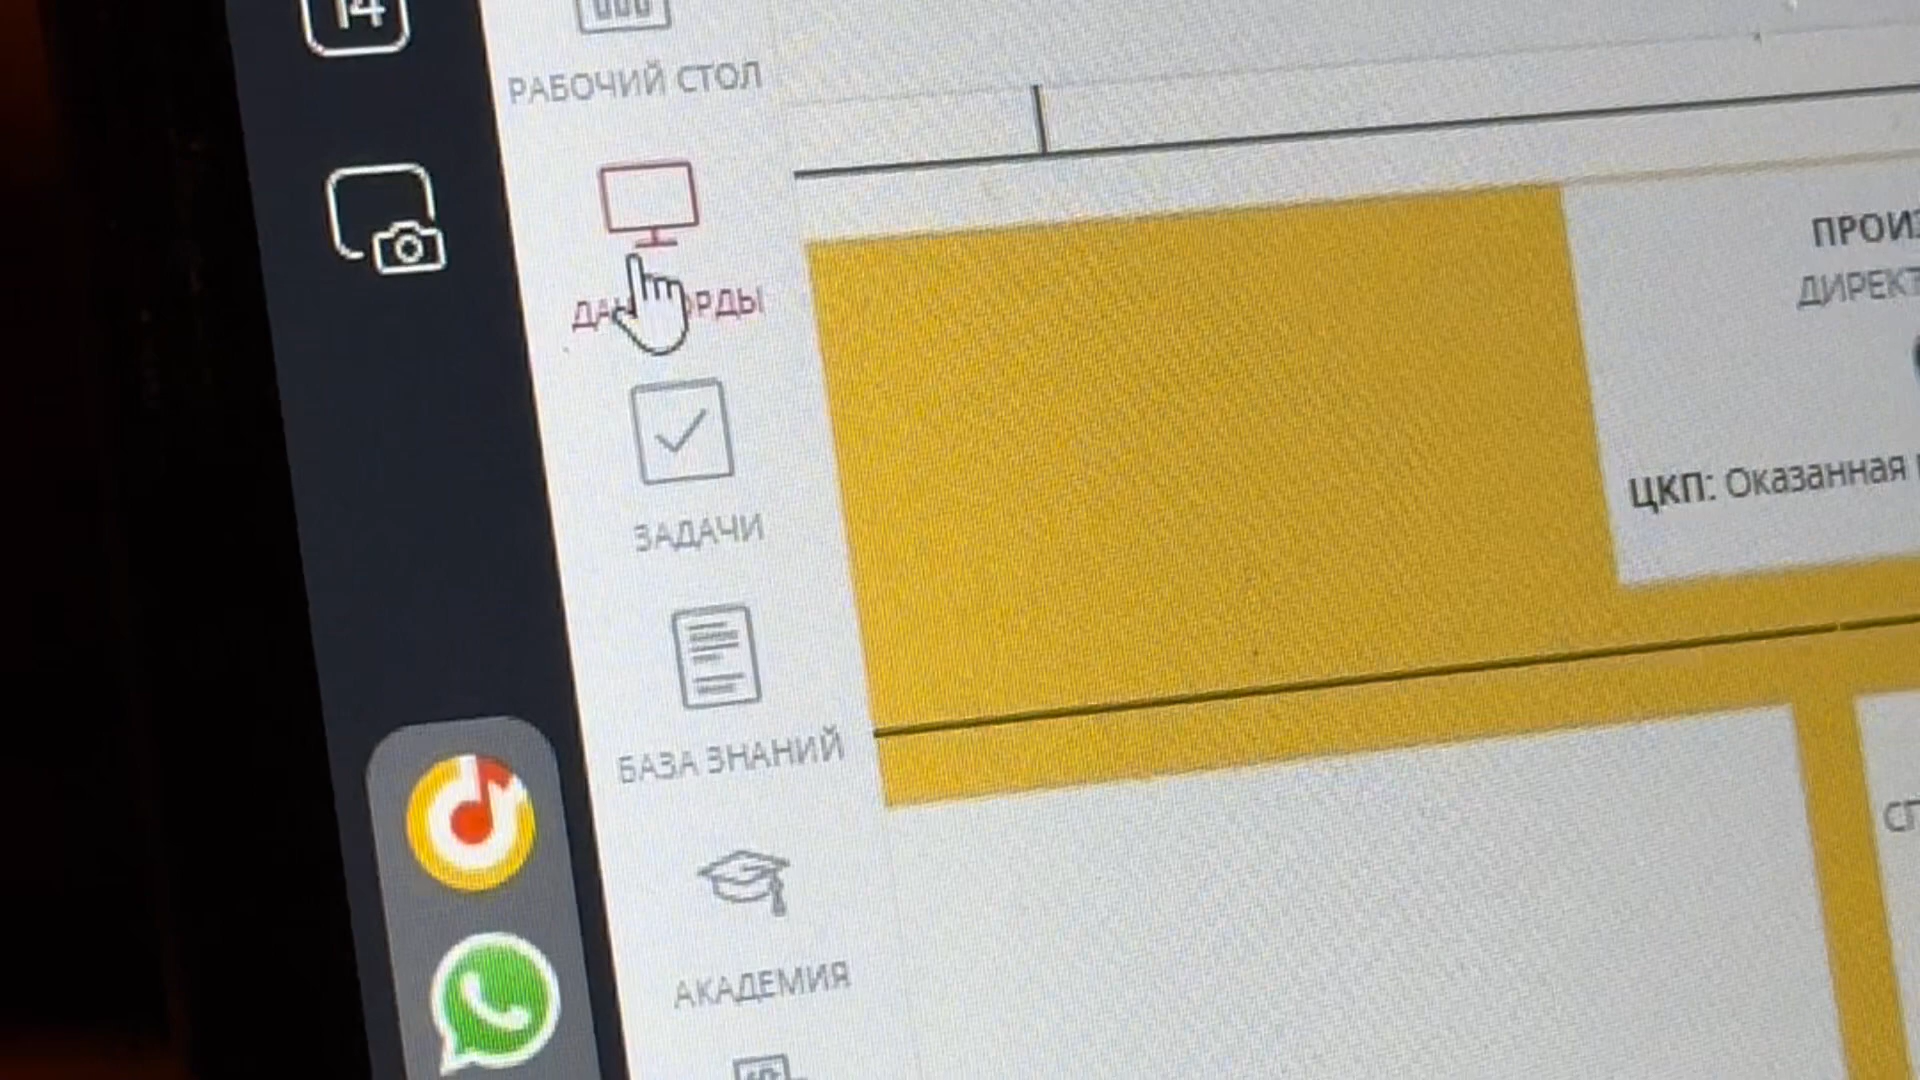 14
РАБОЧИЙ СТОЛ
ЗАДАЧИ
БАЗА ЗНАНИЙ
АКАДЕМИЯ
ЦКП: Оказанная